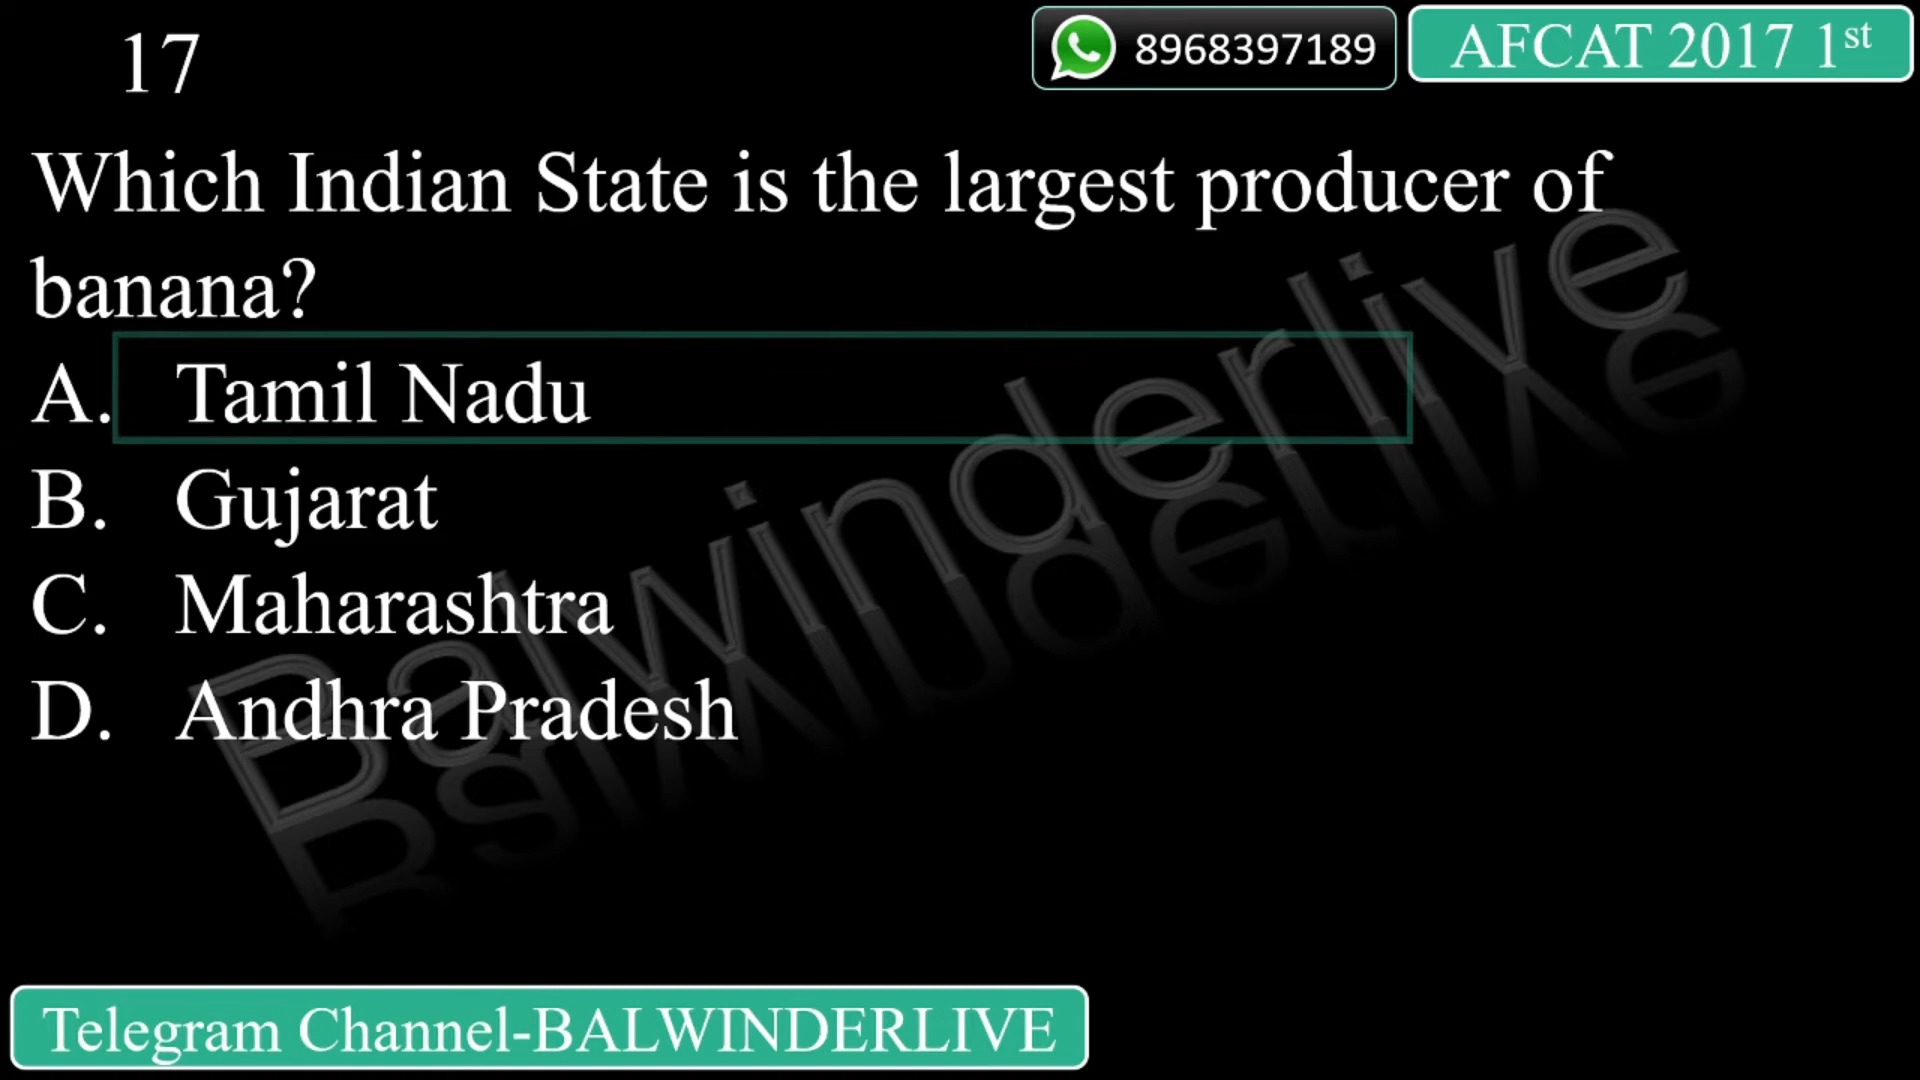 17
8968397189
AFCAT 2017 1st
Which Indian State is the largest producer of
banana?
A. Tamil Nadu
B. Gujarat
C. Maharashtra
D. Andhra Pradesh
Balwinderlive
Telegram Channel-BALWINDERLIVE